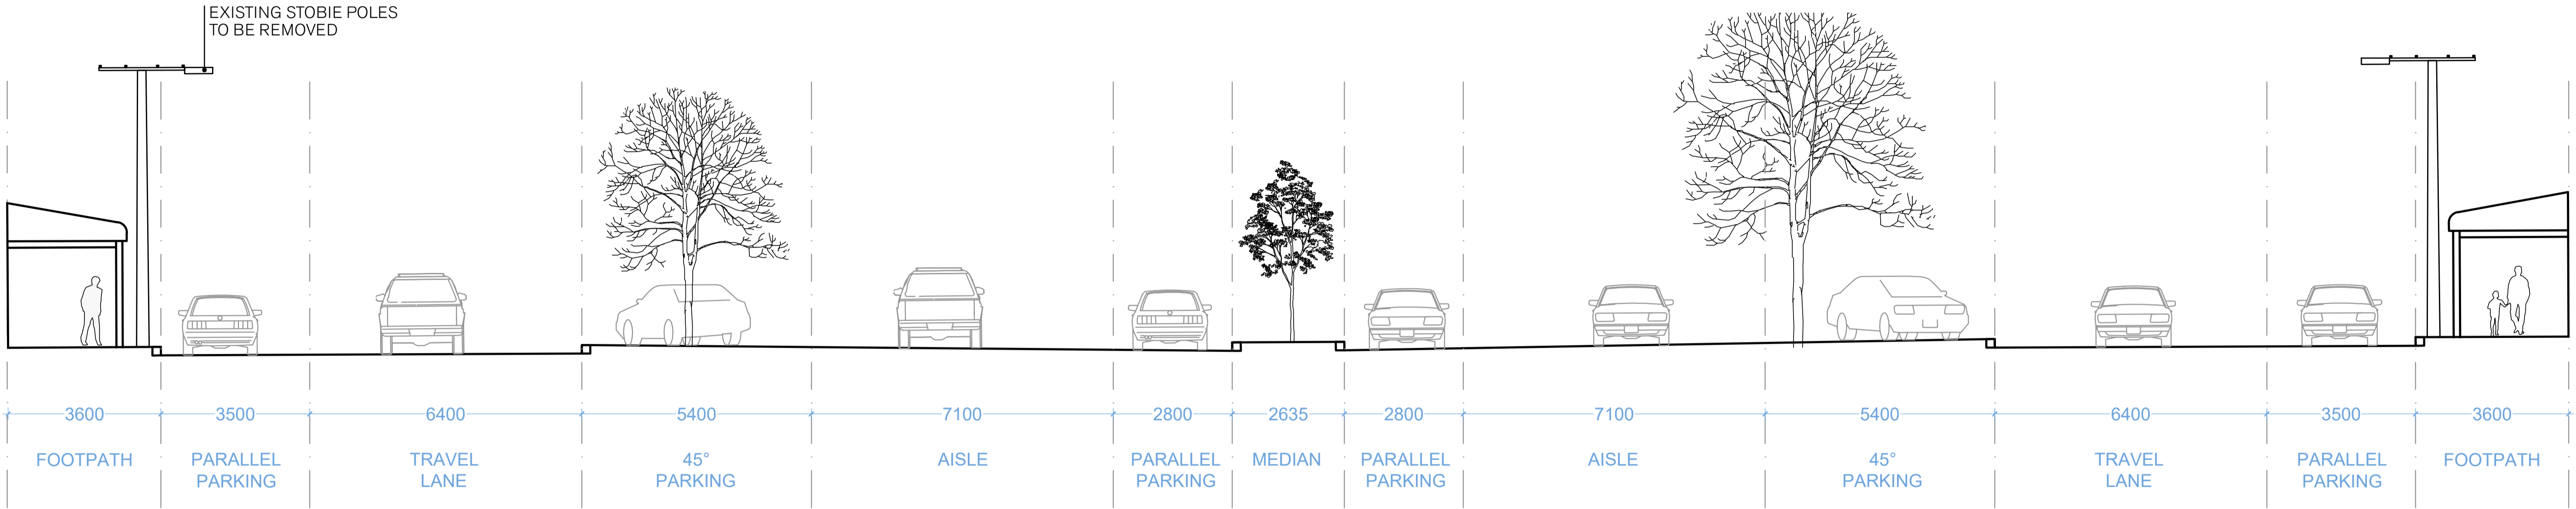 EXISTING STOBIE POLES
TO BE REMOVED
3600 3500 6400 5400 7100 2800 2635 2800 7100 5400 6400 3500 3600
FOOTPATH
PARALLEL
PARKING
TRAVEL
LANE
45°
PARKING
AISLE
PARALLEL
PARKING
MEDIAN
PARALLEL
PARKING
AISLE
45°
PARKING
TRAVEL
LANE
PARALLEL
PARKING
FOOTPATH